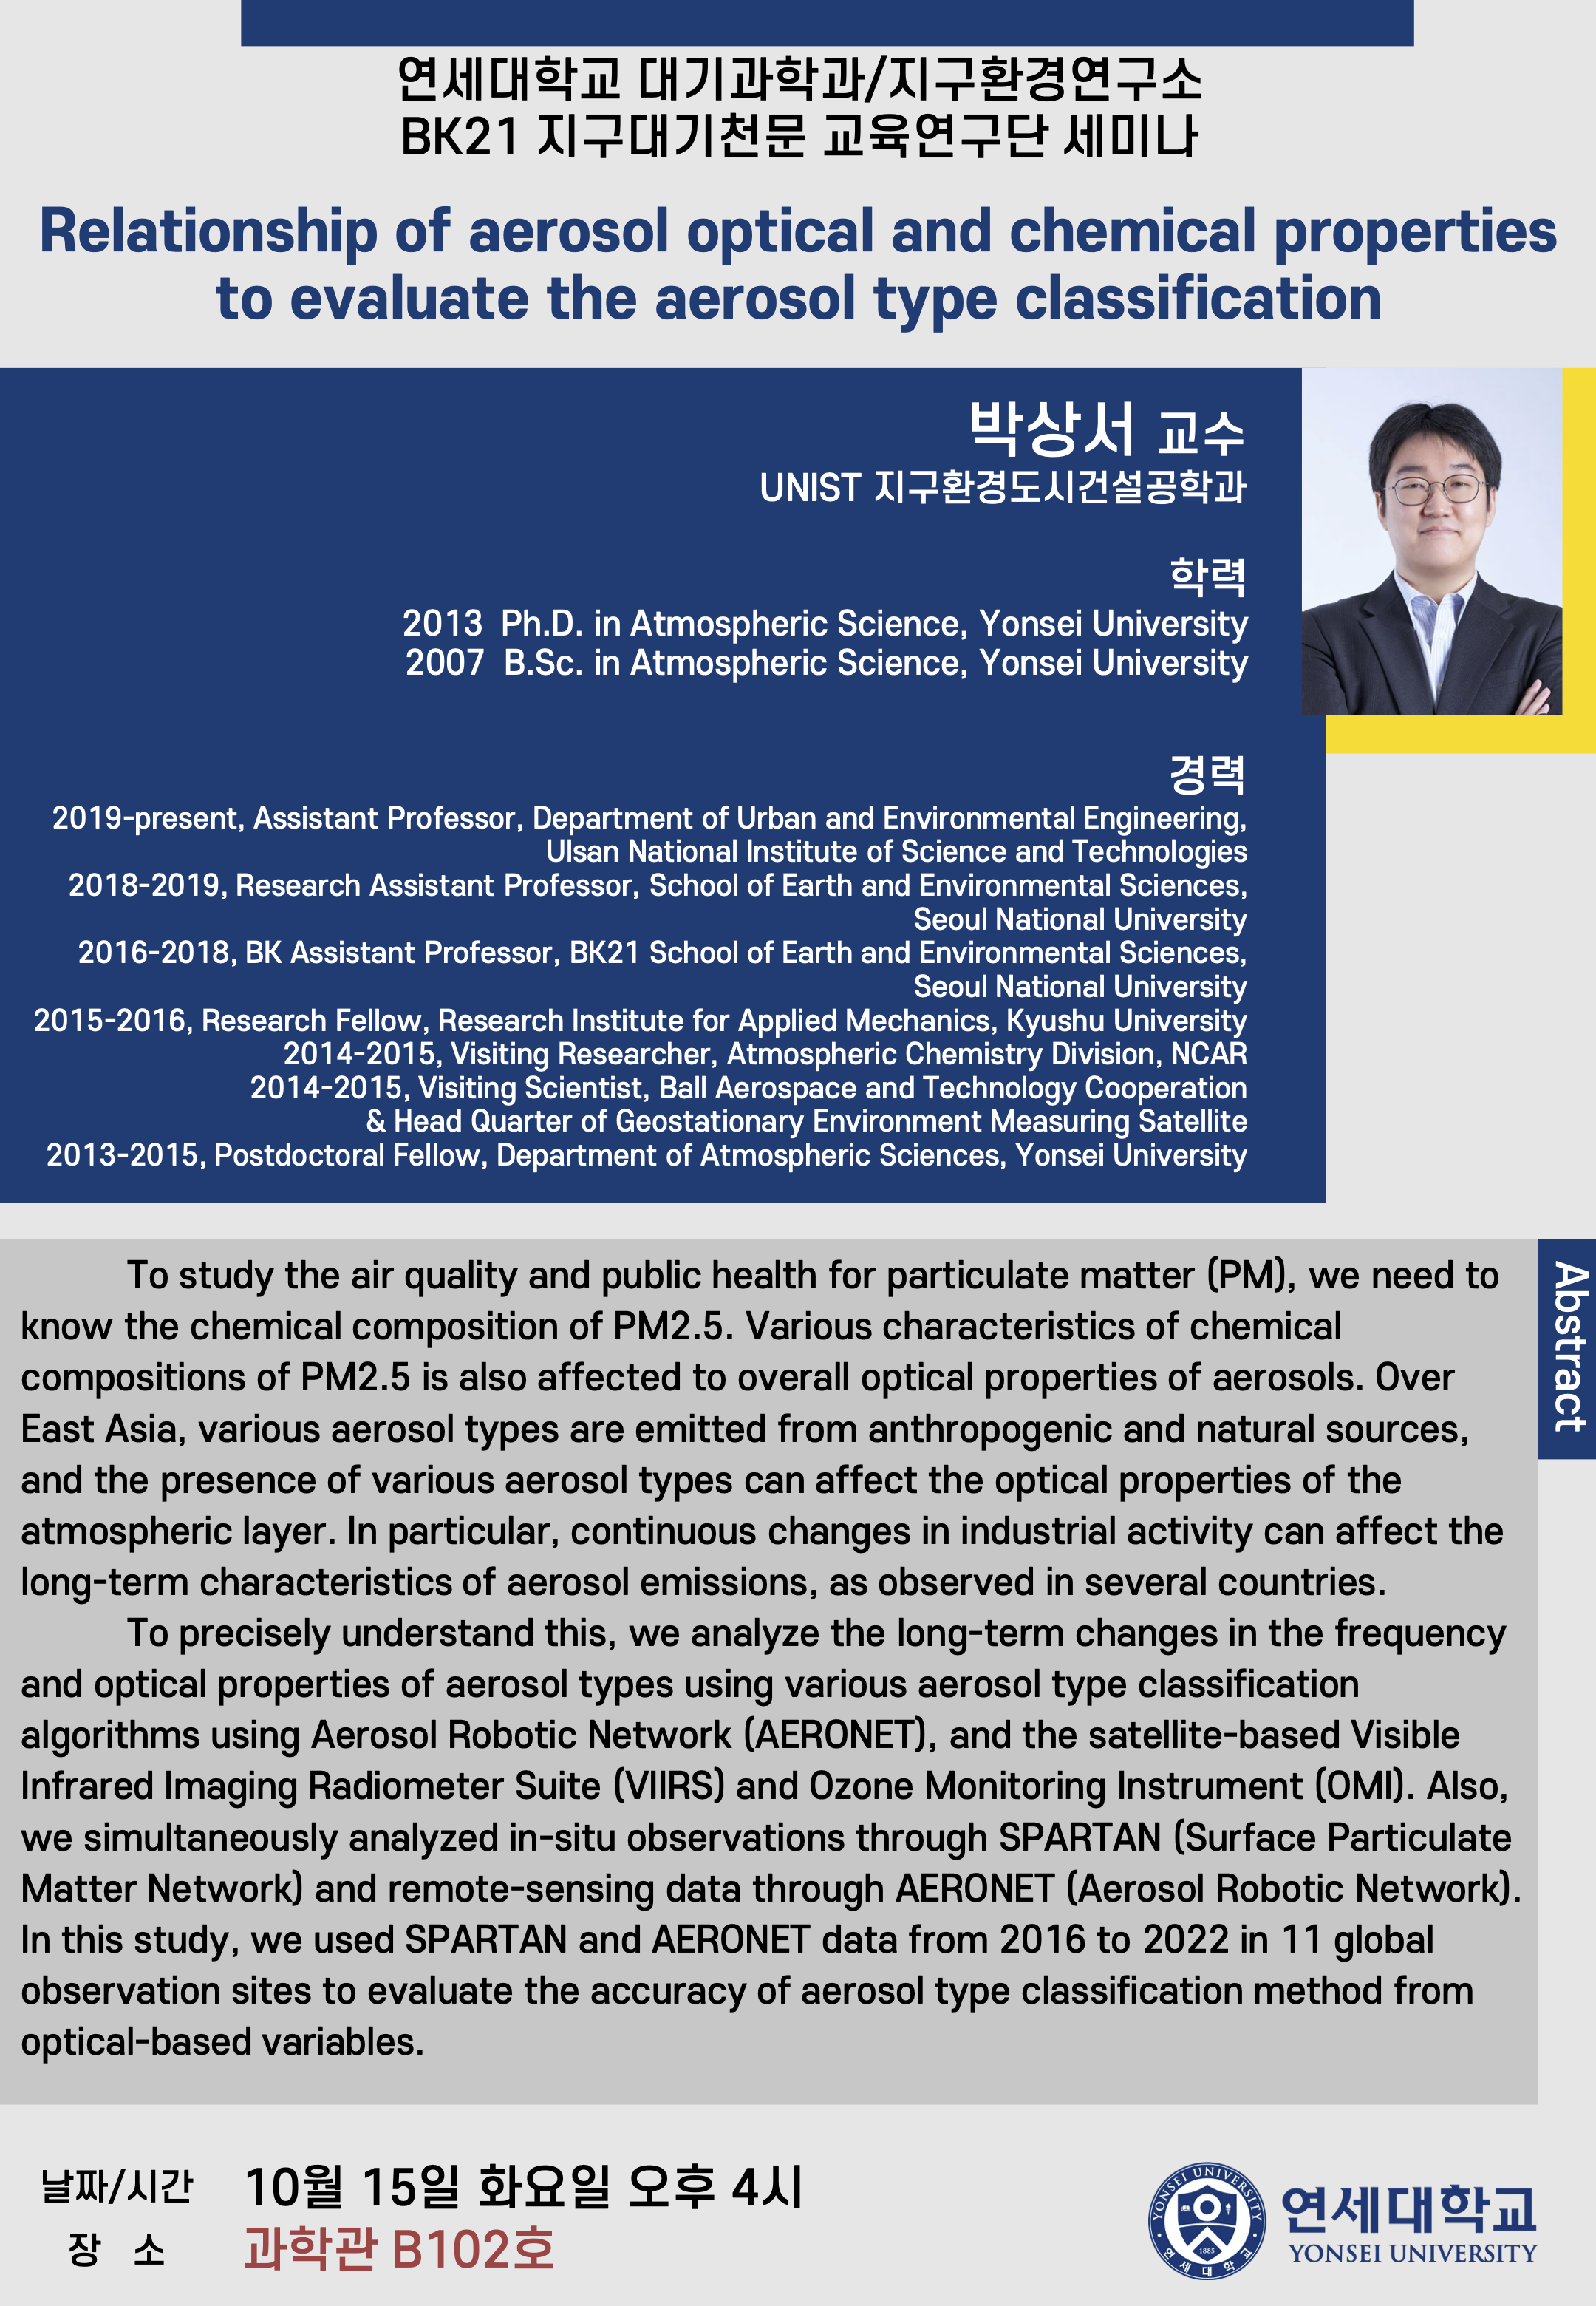 연세대학교 대기과학과/지구환경연구소
BK21 지구대기천문 교육연구단 세미나
Relationship of aerosol optical and chemical properties
to evaluate the aerosol type classification
박상서 교수
UNIST 지구환경도시건설공학과
학력
2013 Ph.D. in Atmospheric Science, Yonsei University
2007 B.Sc. in Atmospheric Science, Yonsei University
경력
2019-present, Assistant Professor, Department of Urban and Environmental Engineering,
Ulsan National Institute of Science and Technologies
2018-2019, Research Assistant Professor, School of Earth and Environmental Sciences,
Seoul National University
2016-2018, BK Assistant Professor, BK21 School of Earth and Environmental Sciences,
Seoul National University
2015-2016, Research Fellow, Research Institute for Applied Mechanics, Kyushu University
2014-2015, Visiting Researcher, Atmospheric Chemistry Division, NCAR
2014-2015, Visiting Scientist, Ball Aerospace and Technology Cooperation
& Head Quarter of Geostationary Environment Measuring Satellite
2013-2015, Postdoctoral Fellow, Department of Atmospheric Sciences, Yonsei University
Abstract
To study the air quality and public health for particulate matter (PM), we need to
know the chemical composition of PM2.5. Various characteristics of chemical
compositions of PM2.5 is also affected to overall optical properties of aerosols. Over
East Asia, various aerosol types are emitted from anthropogenic and natural sources,
and the presence of various aerosol types can affect the optical properties of the
atmospheric layer. In particular, continuous changes in industrial activity can affect the
long-term characteristics of aerosol emissions, as observed in several countries.
To precisely understand this, we analyze the long-term changes in the frequency
and optical properties of aerosol types using various aerosol type classification
algorithms using Aerosol Robotic Network (AERONET), and the satellite-based Visible
Infrared Imaging Radiometer Suite (VIIRS) and Ozone Monitoring Instrument (OMI). Also,
we simultaneously analyzed in-situ observations through SPARTAN (Surface Particulate
Matter Network) and remote-sensing data through AERONET (Aerosol Robotic Network).
In this study, we used SPARTAN and AERONET data from 2016 to 2022 in 11 global
observation sites to evaluate the accuracy of aerosol type classification method from
optical-based variables.
날짜/시간 10월 15일 화요일 오후 4시
장 소 과학관 B102호
YONSEI UNIVERSITY
1885
연세대학교
연세대학교
YONSEI UNIVERSITY